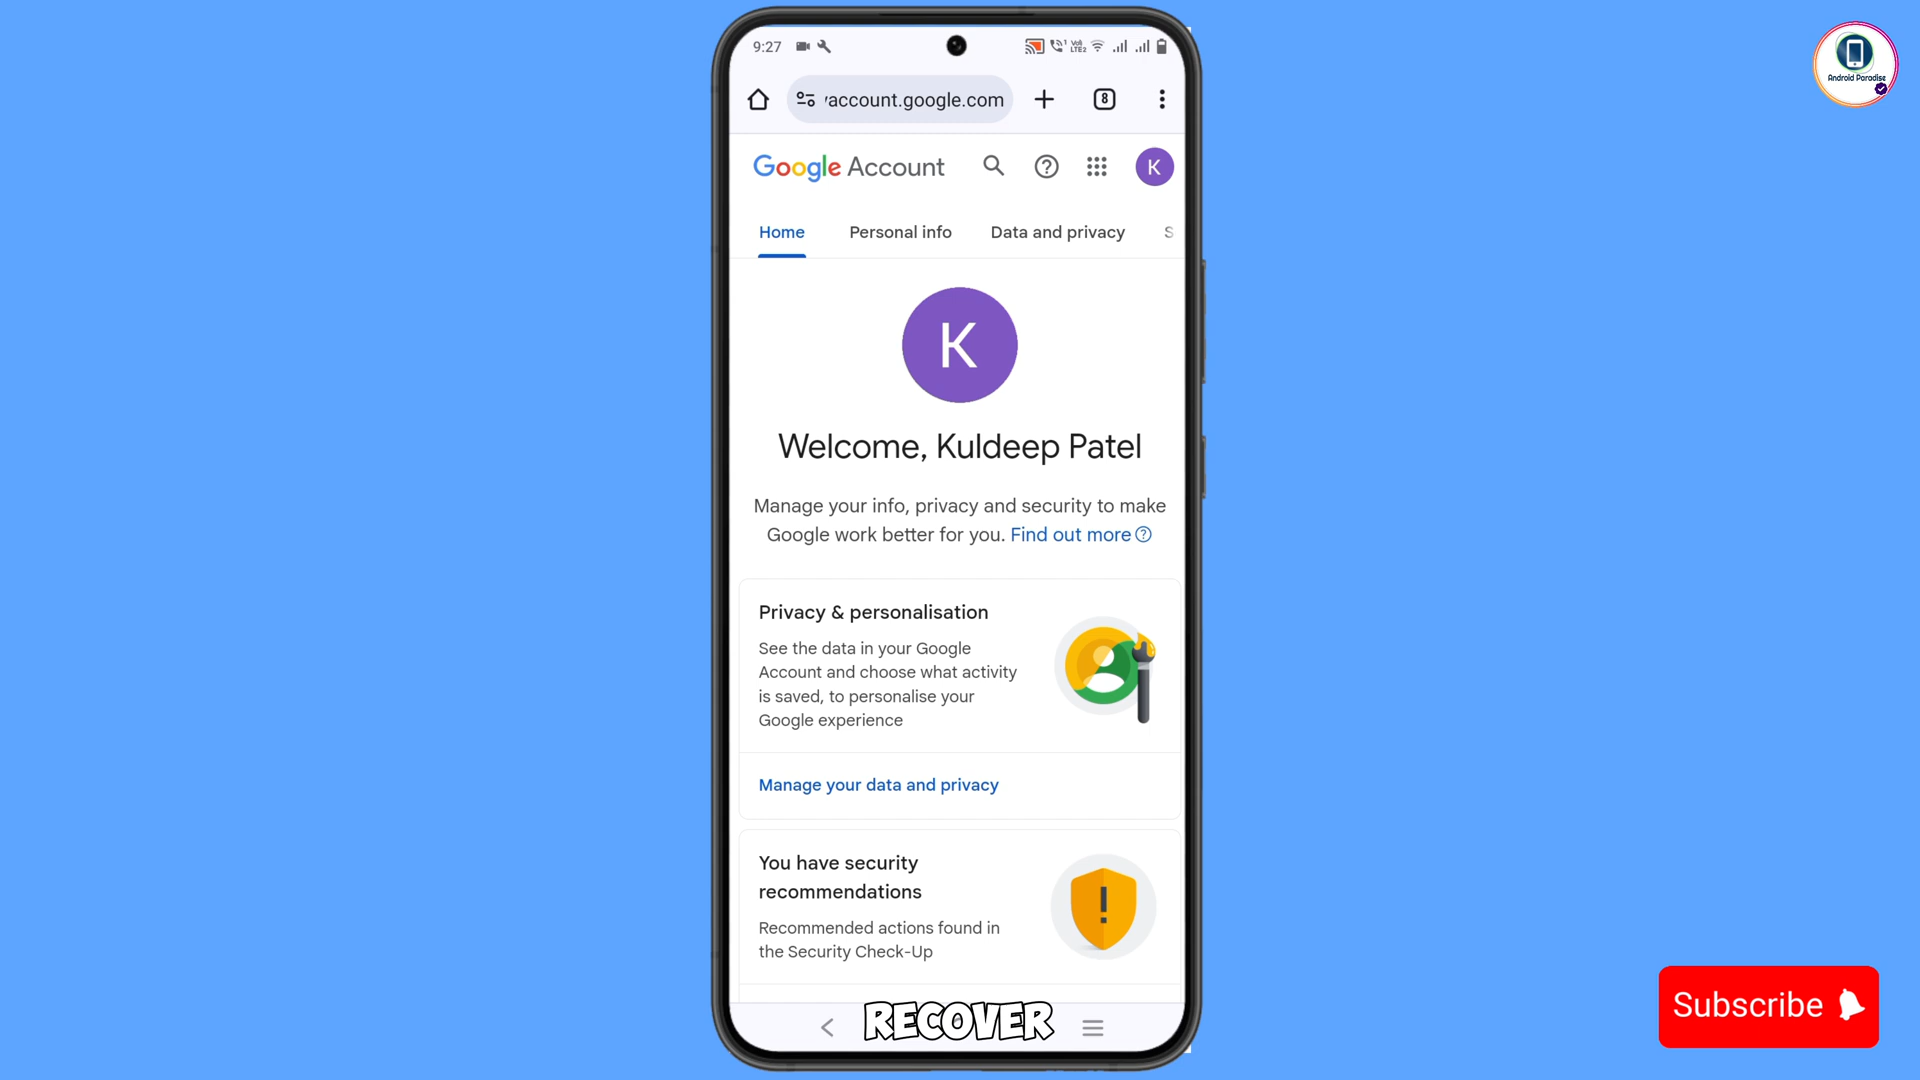 9:27
Android Paradise
/account.google.com
8
Google Account
K
Home Personal info Data and privacy S
K
Welcome, Kuldeep Patel
Manage your info, privacy and security to make
Google work better for you. Find out more
Privacy & personalisation
See the data in your Google
Account and choose what activity
is saved, to personalise your
Google experience
Manage your data and privacy
You have security
recommendations
Recommended actions found in
the Security Check-Up
RECOVER
Subscribe